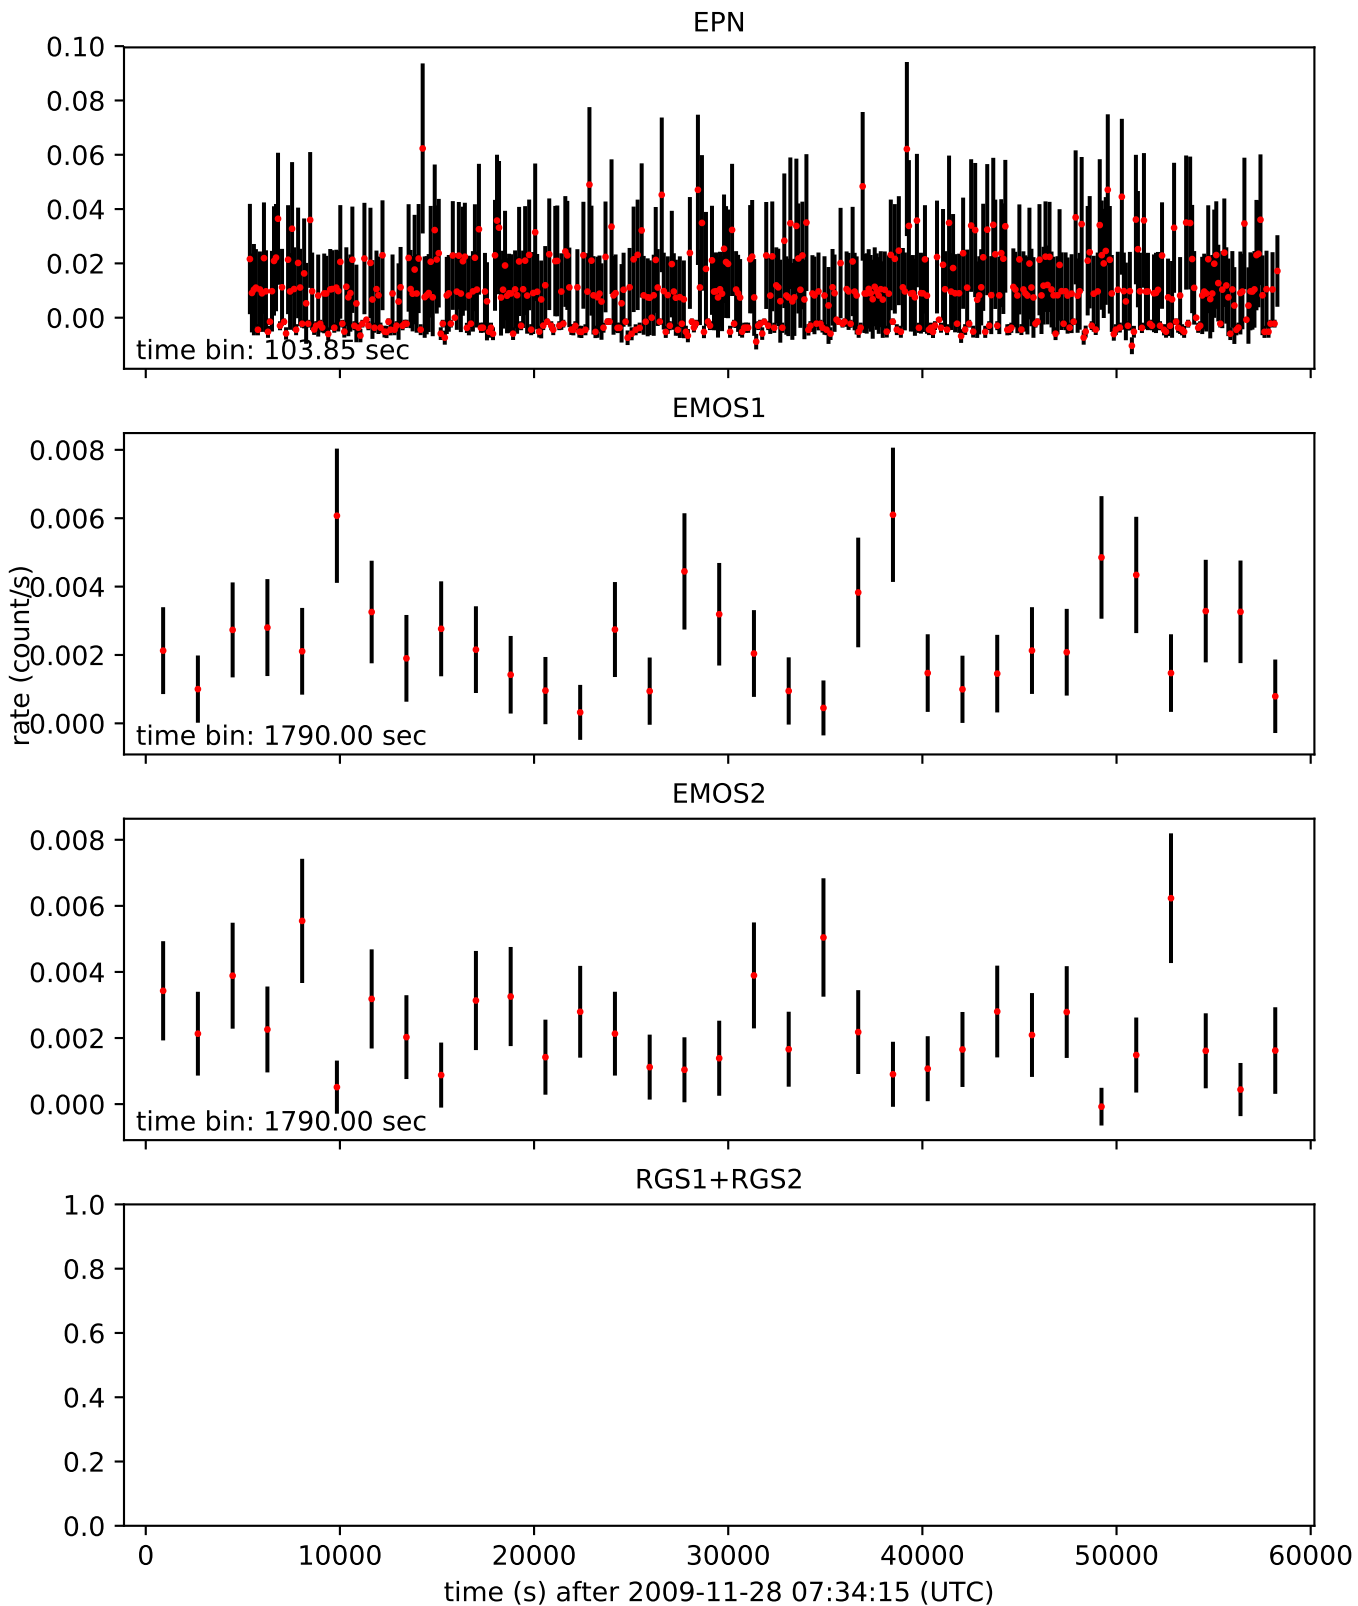 EPN
0.10
0.08
0.06
0.04
0.02
0.00
time bin: 103.85 sec
EMOS1
0.008
0.006
0.004
0.002
0.000
time bin: 1790.00 sec
rate (count/s)
EMOS2
0.008
0.006
0.004
0.002
0.000
time bin: 1790.00 sec
RGS1+RGS2
1.0
0.8
0.6
0.4
0.2
0.0
0 10000 20000 30000 40000 50000 60000
time (s) after 2009-11-28 07:34:15 (UTC)